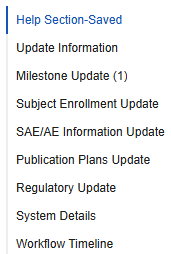 Help Section-Saved
Update Information
Milestone Update (1)
Subject Enrollment Update
SAE/AE Information Update
Publication Plans Update
Regulatory Update
System Details
Workflow Timeline